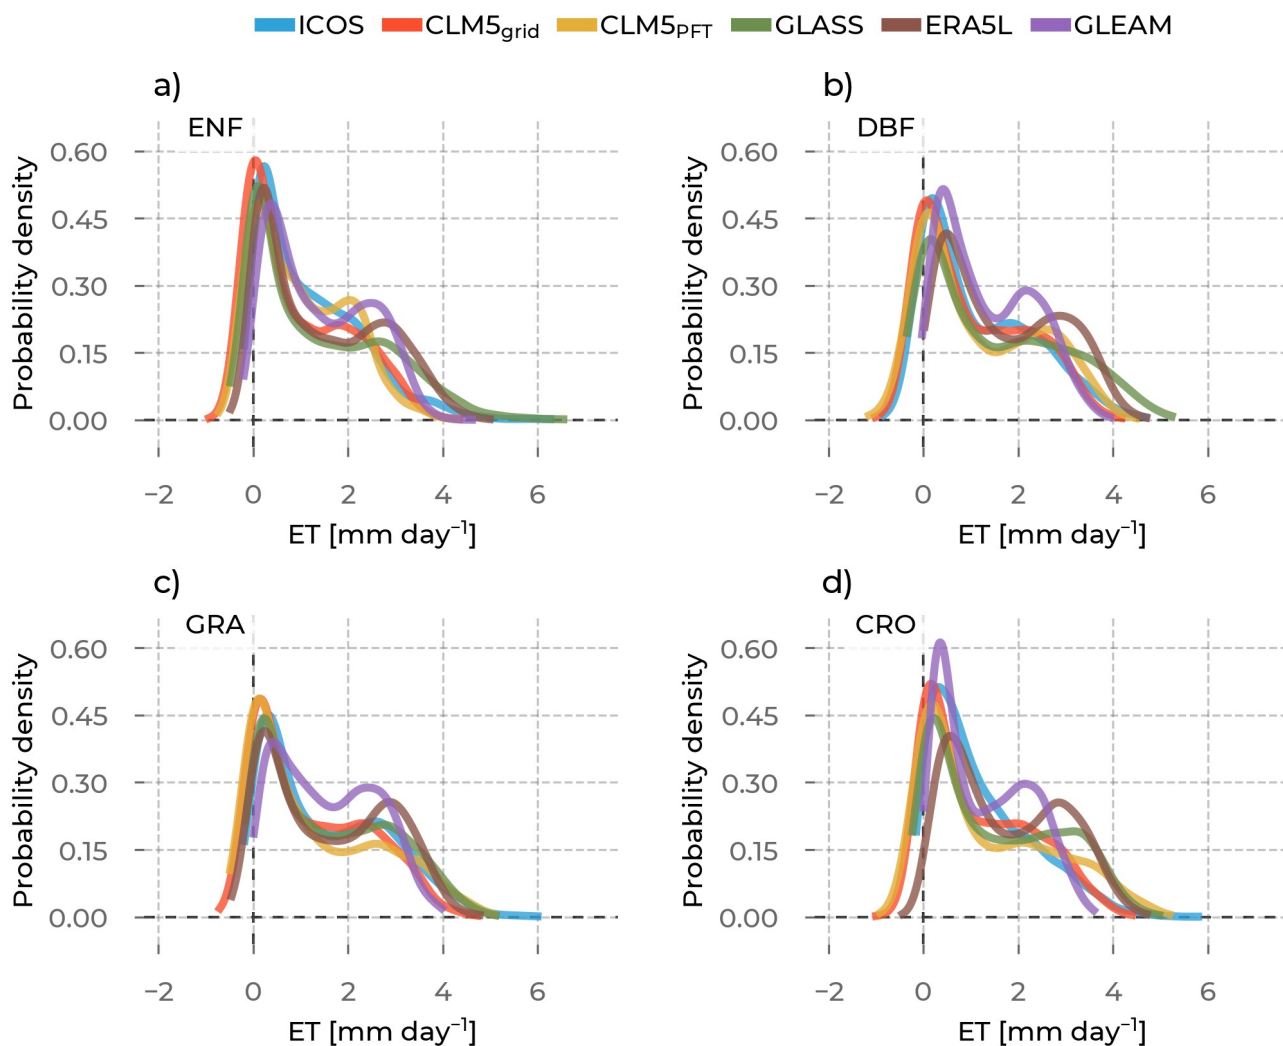 ICOS CLM5grid CLM5PFT GLASS ERA5L GLEAM
a) b)
ENF DBF
Probability density Probability density
0.60 0.60
0.45 0.45
0.30 0.30
0.15 0.15
0.00 0.00
−2 0 2 4 6 −2 0 2 4 6
ET [mm day⁻¹] ET [mm day⁻¹]
c) d)
GRA CRO
Probability density Probability density
0.60 0.60
0.45 0.45
0.30 0.30
0.15 0.15
0.00 0.00
−2 0 2 4 6 −2 0 2 4 6
ET [mm day⁻¹] ET [mm day⁻¹]